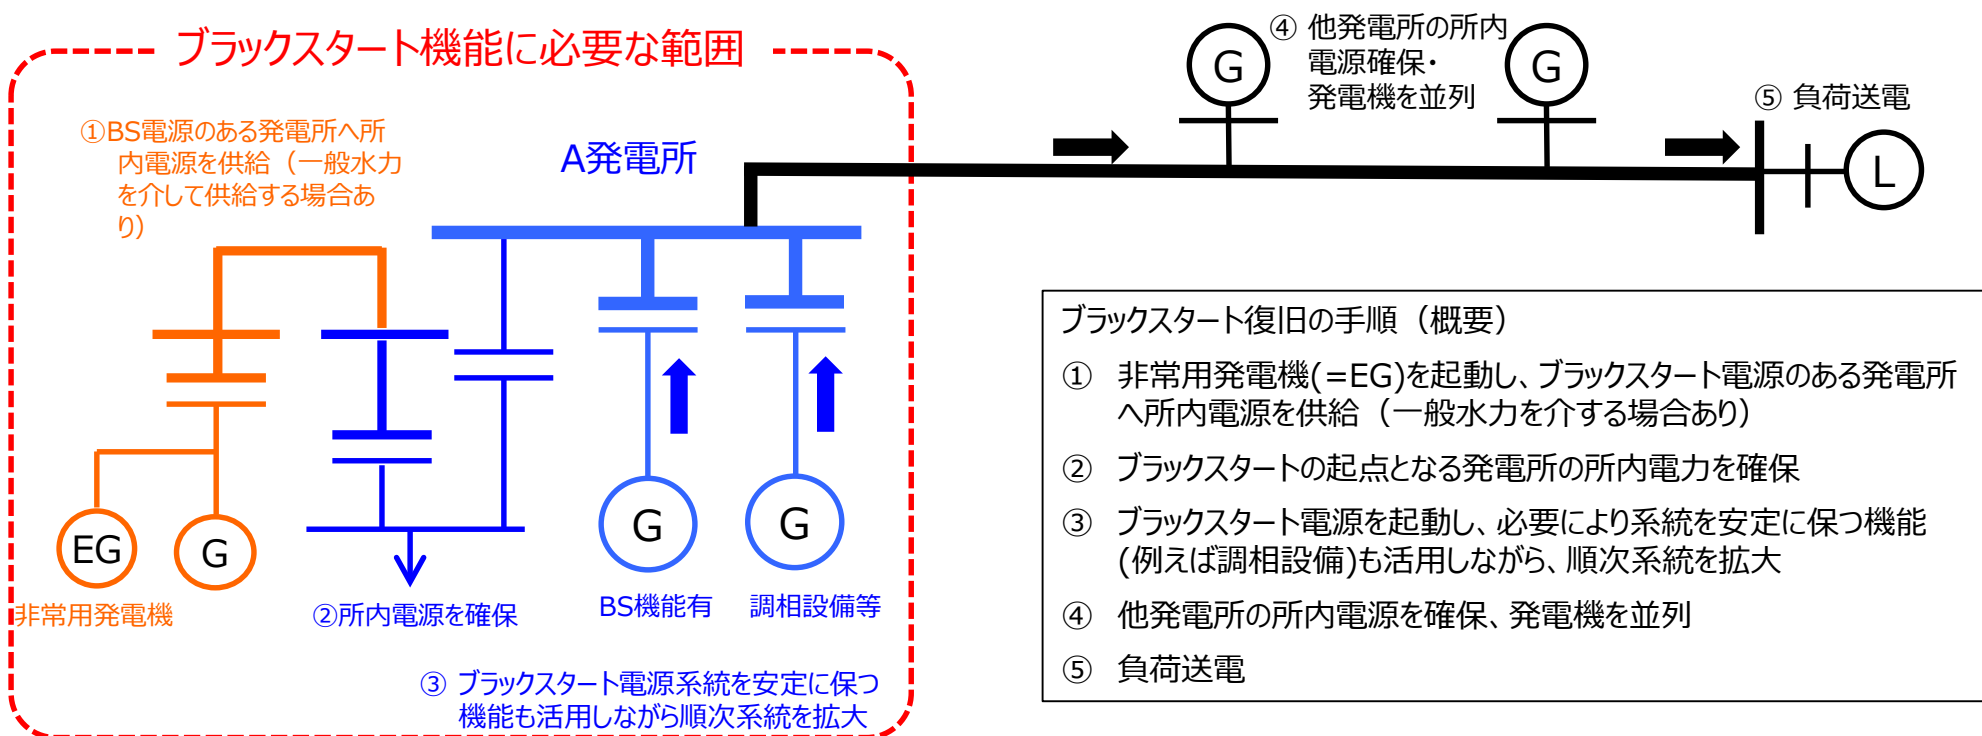 ブラックスタート機能に必要な範囲
①BS電源のある発電所へ所
内電源を供給（一般水力
を介して供給する場合あ
り）
A発電所
EG
G
非常用発電機
②所内電源を確保
G
BS機能有
G
調相設備等
③ ブラックスタート電源系統を安定に保つ
機能も活用しながら順次系統を拡大
G
④ 他発電所の所内
電源確保・
発電機を並列
G
⑤ 負荷送電
L
ブラックスタート復旧の手順（概要）
① 非常用発電機(=EG)を起動し、ブラックスタート電源のある発電所
へ所内電源を供給（一般水力を介する場合あり）
② ブラックスタートの起点となる発電所の所内電力を確保
③ ブラックスタート電源を起動し、必要により系統を安定に保つ機能
(例えば調相設備)も活用しながら、順次系統を拡大
④ 他発電所の所内電源を確保、発電機を並列
⑤ 負荷送電